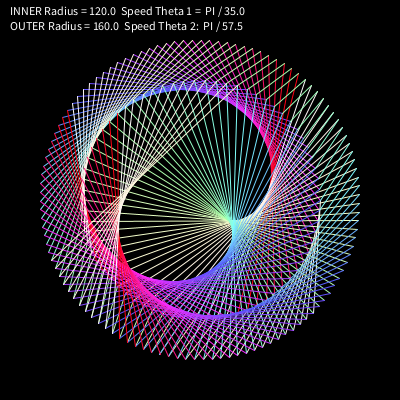 INNER Radius = 120.0  Speed Theta 1 =  PI / 35.0
OUTER Radius = 160.0  Speed Theta 2:  PI / 57.5